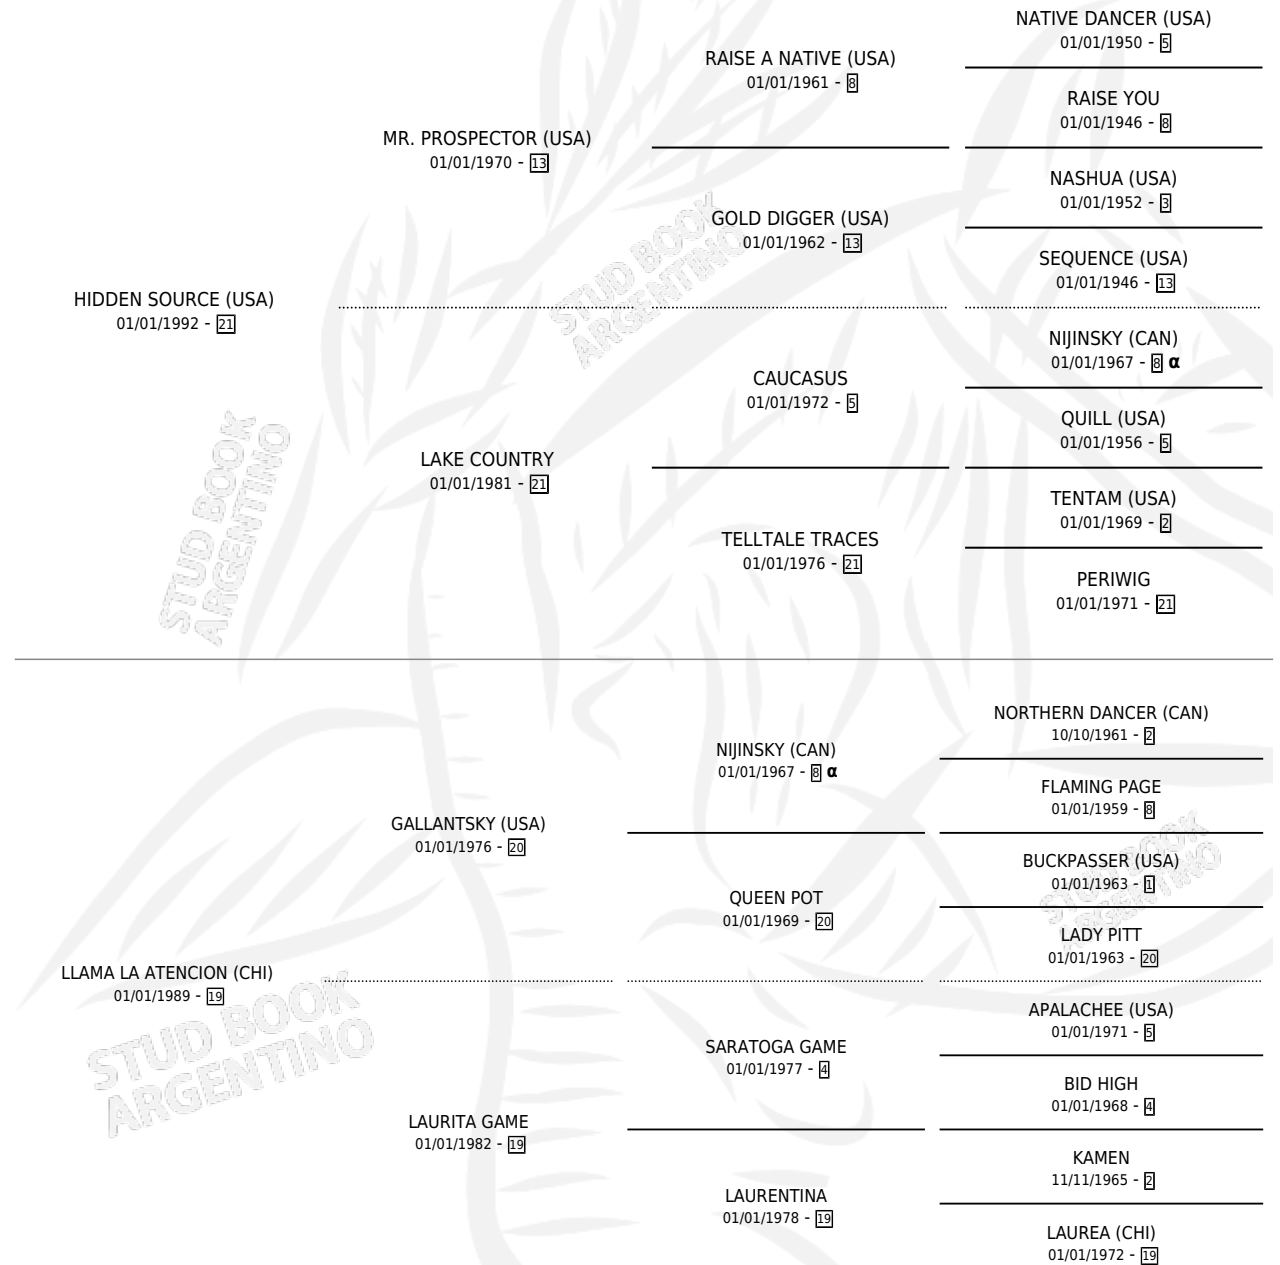 NATIVE DANCER (USA)
01/01/1950 - 5
RAISE A NATIVE (USA)
01/01/1961 - 8
RAISE YOU
01/01/1946 - 8
MR. PROSPECTOR (USA)
01/01/1970 - 13
NASHUA (USA)
01/01/1952 - 3
GOLD DIGGER (USA)
01/01/1962 - 13
SEQUENCE (USA)
01/01/1946 - 13
HIDDEN SOURCE (USA)
01/01/1992 - 21
NIJINSKY (CAN)
01/01/1967 - 8 α
CAUCASUS
01/01/1972 - 5
QUILL (USA)
01/01/1956 - 5
LAKE COUNTRY
01/01/1981 - 21
TENTAM (USA)
01/01/1969 - 2
TELLTALE TRACES
01/01/1976 - 21
PERIWIG
01/01/1971 - 21
NORTHERN DANCER (CAN)
10/10/1961 - 2
NIJINSKY (CAN)
01/01/1967 - 8 α
FLAMING PAGE
01/01/1959 - 8
GALLANTSKY (USA)
01/01/1976 - 20
BUCKPASSER (USA)
01/01/1963 - 1
QUEEN POT
01/01/1969 - 20
LADY PITT
01/01/1963 - 20
LLAMA LA ATENCION (CHI)
01/01/1989 - 19
APALACHEE (USA)
01/01/1971 - 5
SARATOGA GAME
01/01/1977 - 4
BID HIGH
01/01/1968 - 4
LAURITA GAME
01/01/1982 - 19
KAMEN
11/11/1965 - 2
LAURENTINA
01/01/1978 - 19
LAUREA (CHI)
01/01/1972 - 19
STUD BOOK
ARGENTINO
STUD BOOK
ARGENTINO
STUD BOOK
ARGENTINO
STUD BOOK
ARGENTINO